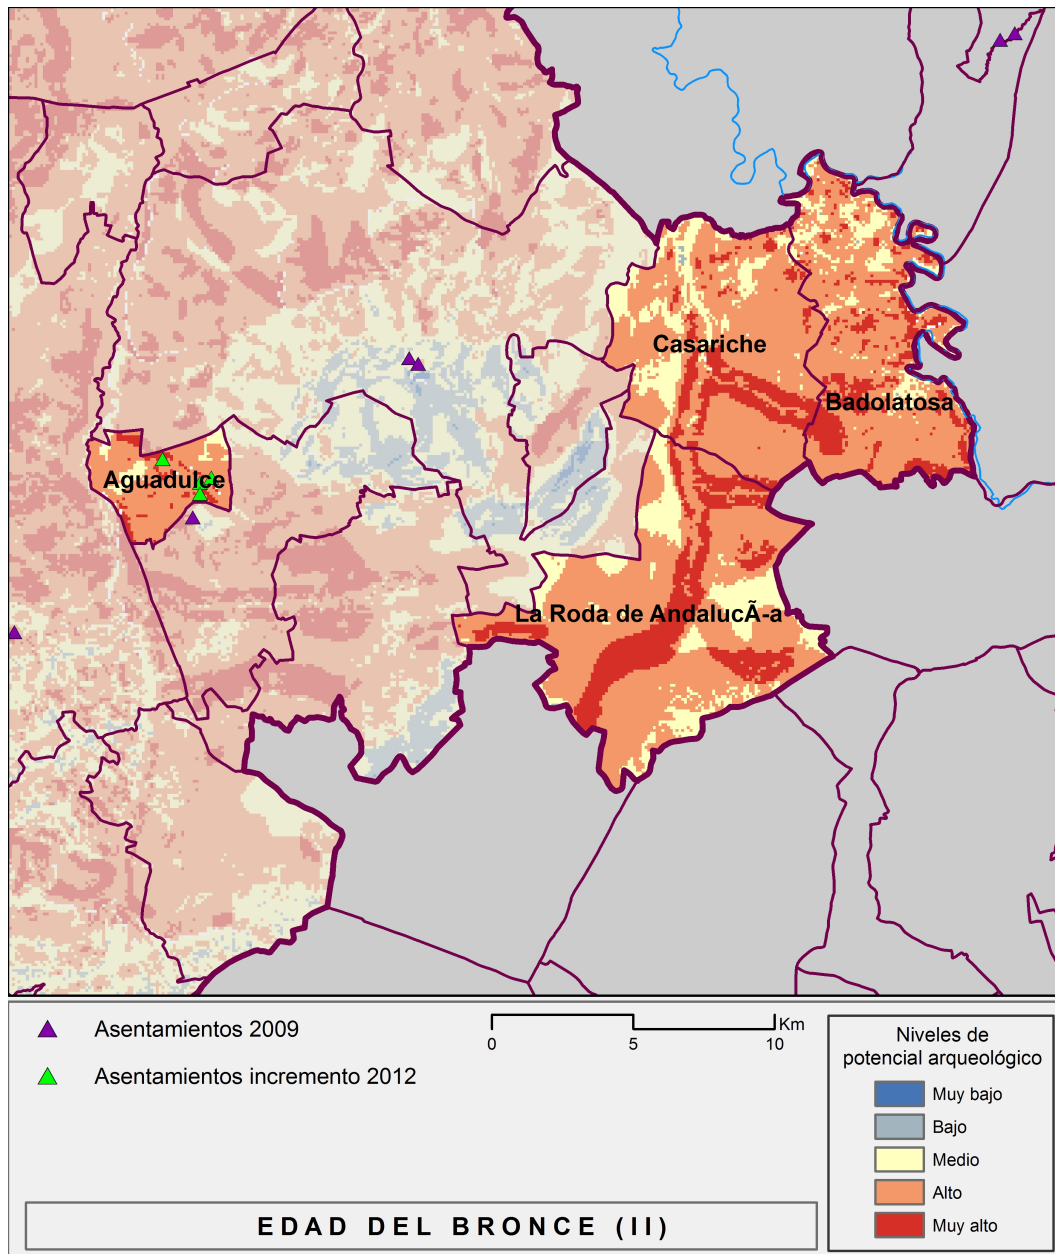 Casariche
Badolatosa
Aguadulce
La Roda de AndalucÃ-a
Asentamientos 2009
Asentamientos incremento 2012
Km
0 5 10
Niveles de
potencial arqueológico
Muy bajo
Bajo
Medio
Alto
Muy alto
EDAD DEL BRONCE (II)